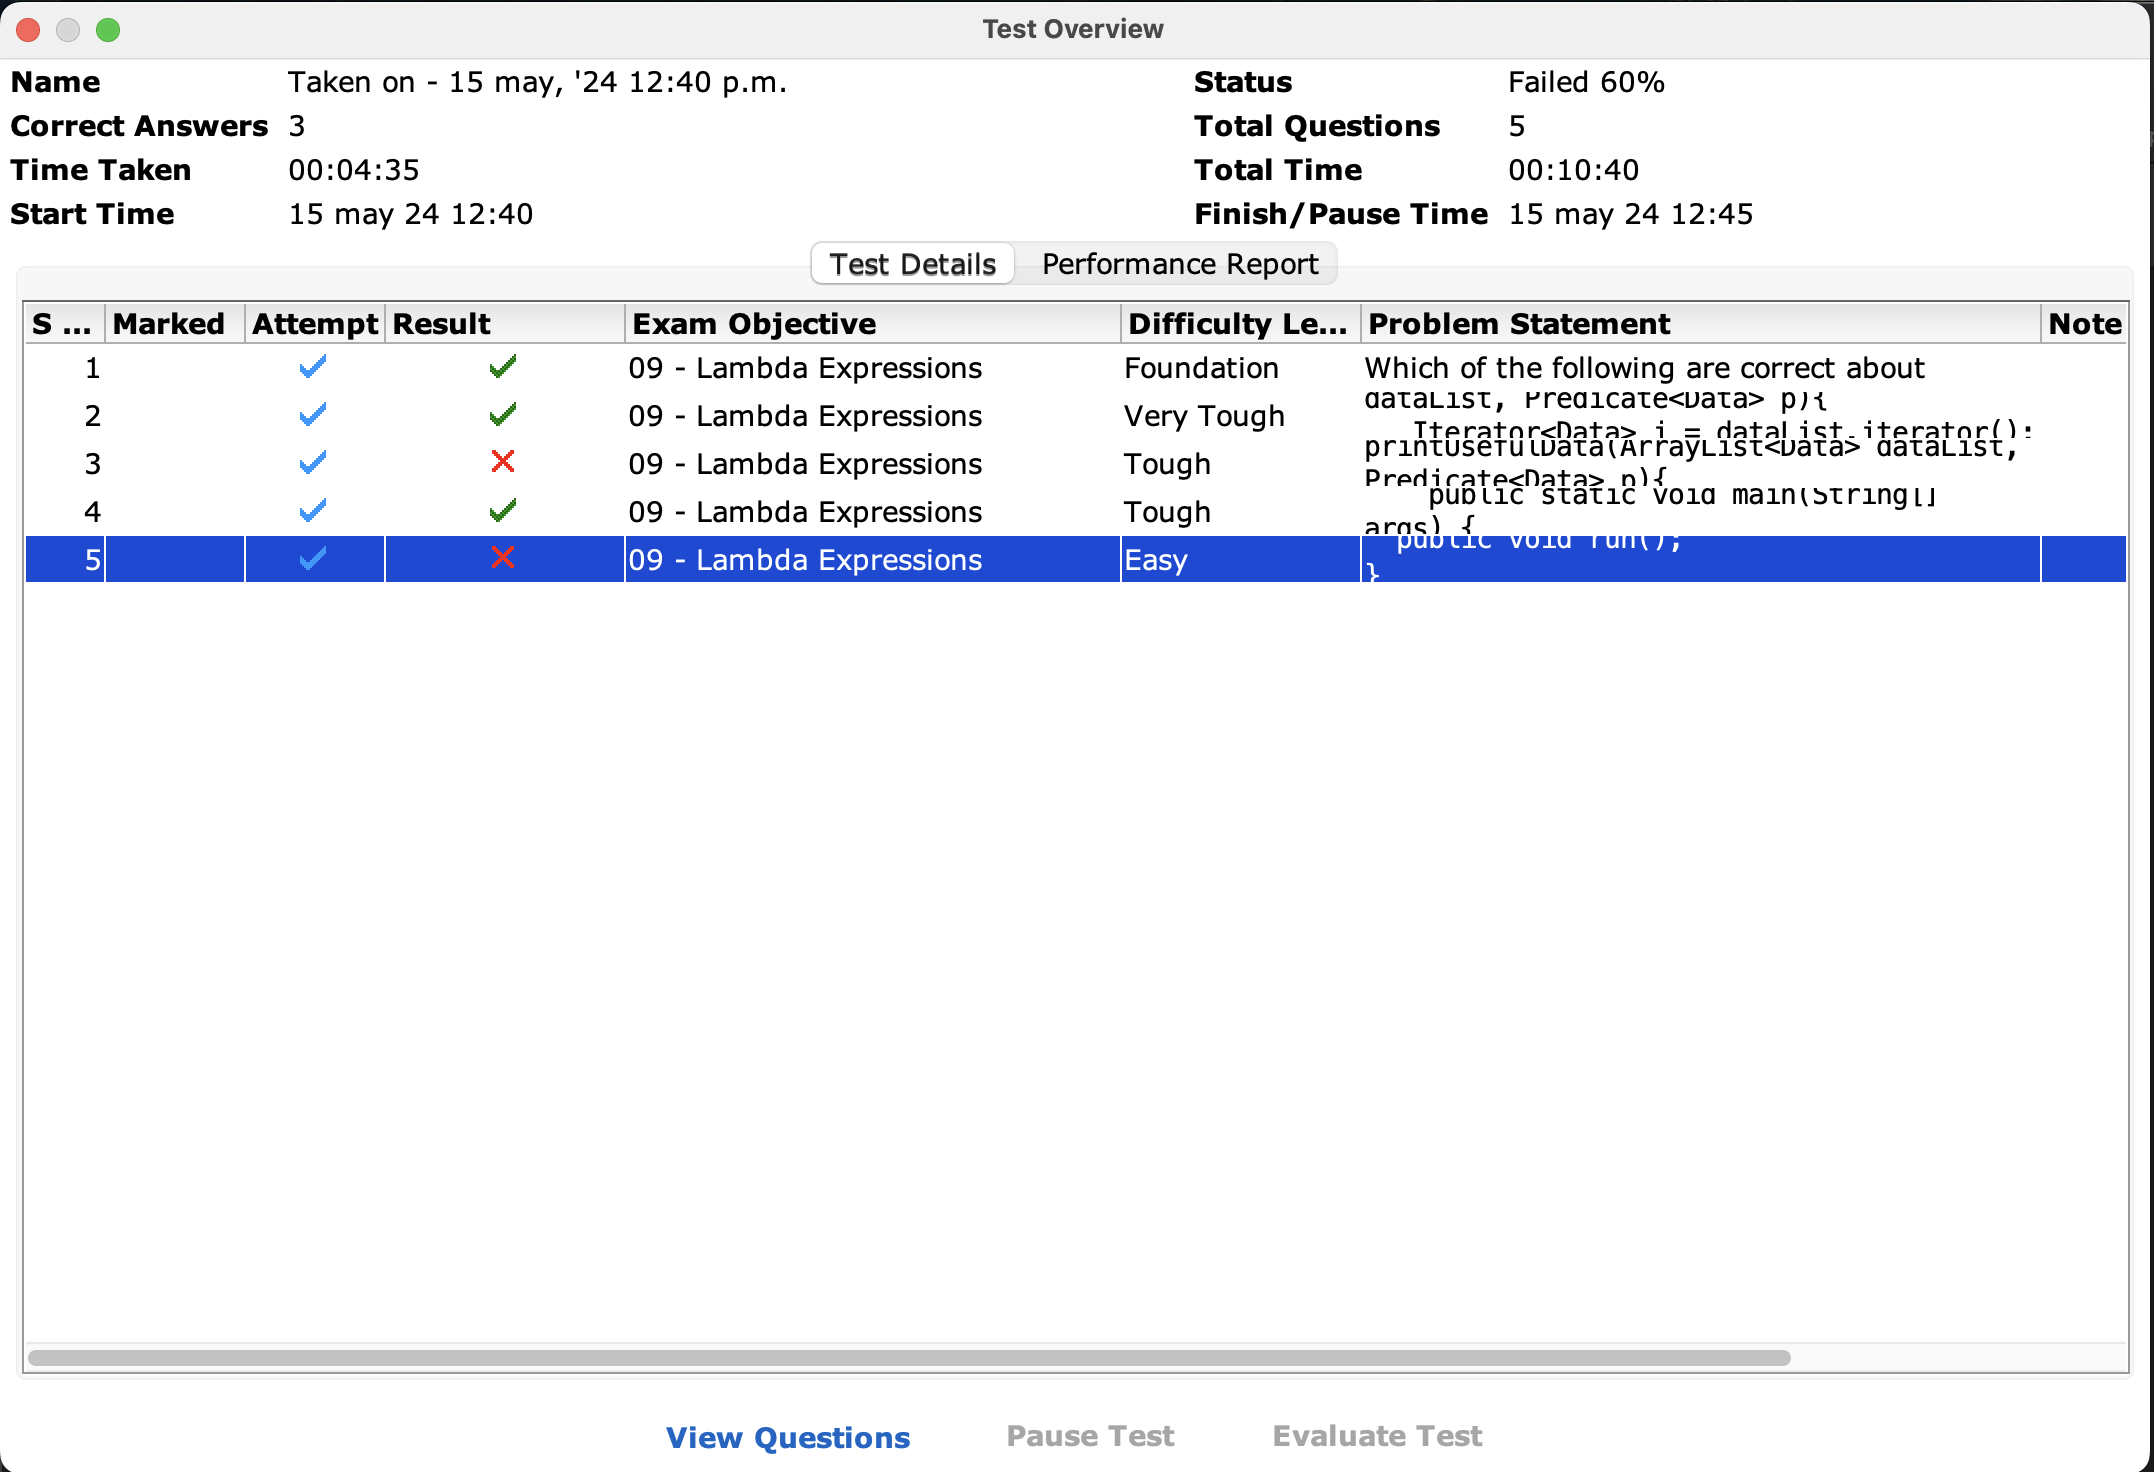 Test Overview
Name Taken on - 15 may, '24 12:40 p.m. Status Failed 60%
Correct Answers 3 Total Questions 5
Time Taken 00:04:35 Total Time 00:10:40
Start Time 15 may 24 12:40 Finish/Pause Time 15 may 24 12:45
Test Details Performance Report
S ... Marked Attempt Result Exam Objective Difficulty Le... Problem Statement Note
1 09 - Lambda Expressions Foundation Which of the following are correct about
2 09 - Lambda Expressions Very Tough dataList, Predicate<Data> p){
Iterator<Data> i = dataList.iterator();
3 09 - Lambda Expressions Tough printUsefulData(ArrayList<Data> dataList,
Predicate<Data> p){
4 09 - Lambda Expressions Tough public static void main(String[]
args) {
5 09 - Lambda Expressions Easy public void run();
}
View Questions Pause Test Evaluate Test